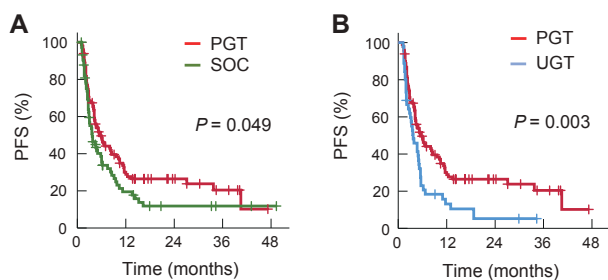 A
PGT
SOC
P = 0.049
PFS (%)
100
80
60
40
20
0
0 12 24 36 48
Time (months)
B
PGT
UGT
P = 0.003
PFS (%)
100
80
60
40
20
0
0 12 24 36 48
Time (months)